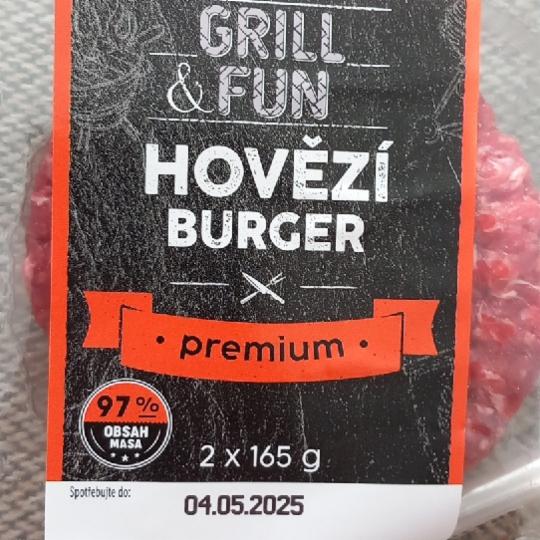 GRILL
& FUN
HOVĚZÍ
BURGER
• premium •
97 %
OBSAH
MASA
2 x 165 g
Spotřebujte do:
04.05.2025